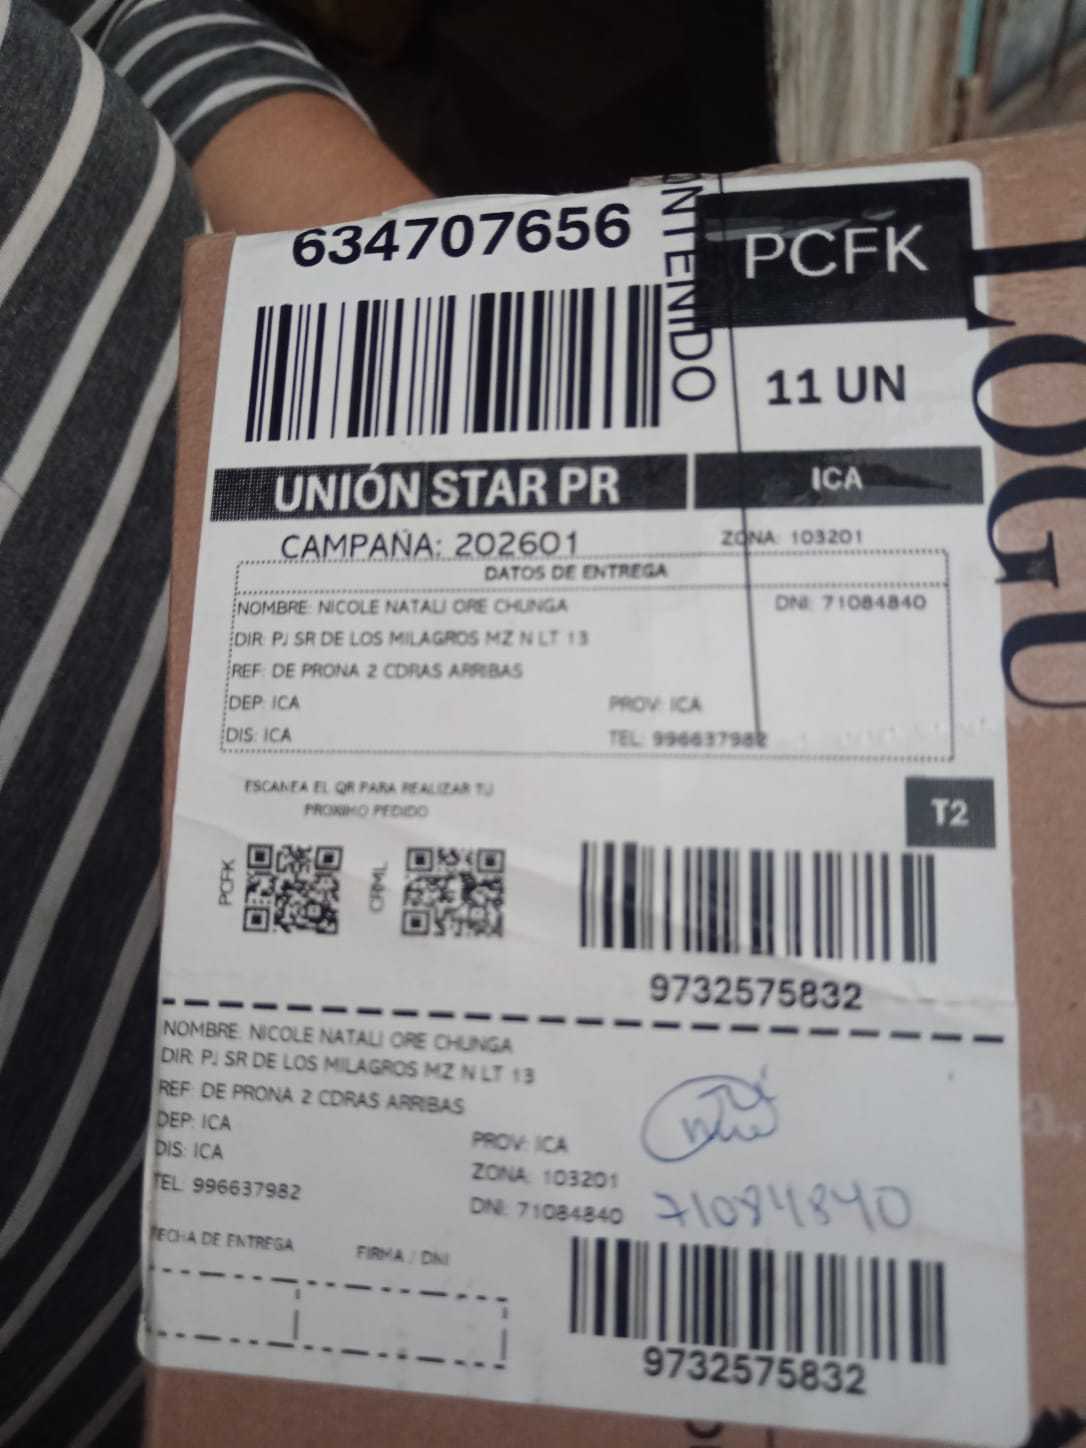 634707656
CONTENIDO
PCFK
11 UN
UNIÓN STAR PR
ICA
CAMPAÑA: 202601
ZONA: 103201
DATOS DE ENTREGA
NOMBRE: NICOLE NATALI ORE CHUNGA
DNI: 71084840
DIR: PJ SR DE LOS MILAGROS MZ N LT 13
REF: DE PRONA 2 CDRAS ARRIBAS
DEP: ICA
PROV: ICA
DIS: ICA
TEL: 996637982
ESCANEA EL QR PARA REALIZAR TU
PROXIMO PEDIDO
T2
PCFK
CRML
9732575832
NOMBRE: NICOLE NATALI ORE CHUNGA
DIR: PJ SR DE LOS MILAGROS MZ N LT 13
REF: DE PRONA 2 CDRAS ARRIBAS
DEP: ICA
PROV: ICA
DIS: ICA
ZONA: 103201
TEL: 996637982
DNI: 71084840
71084840
FECHA DE ENTREGA
FIRMA / DNI
9732575832